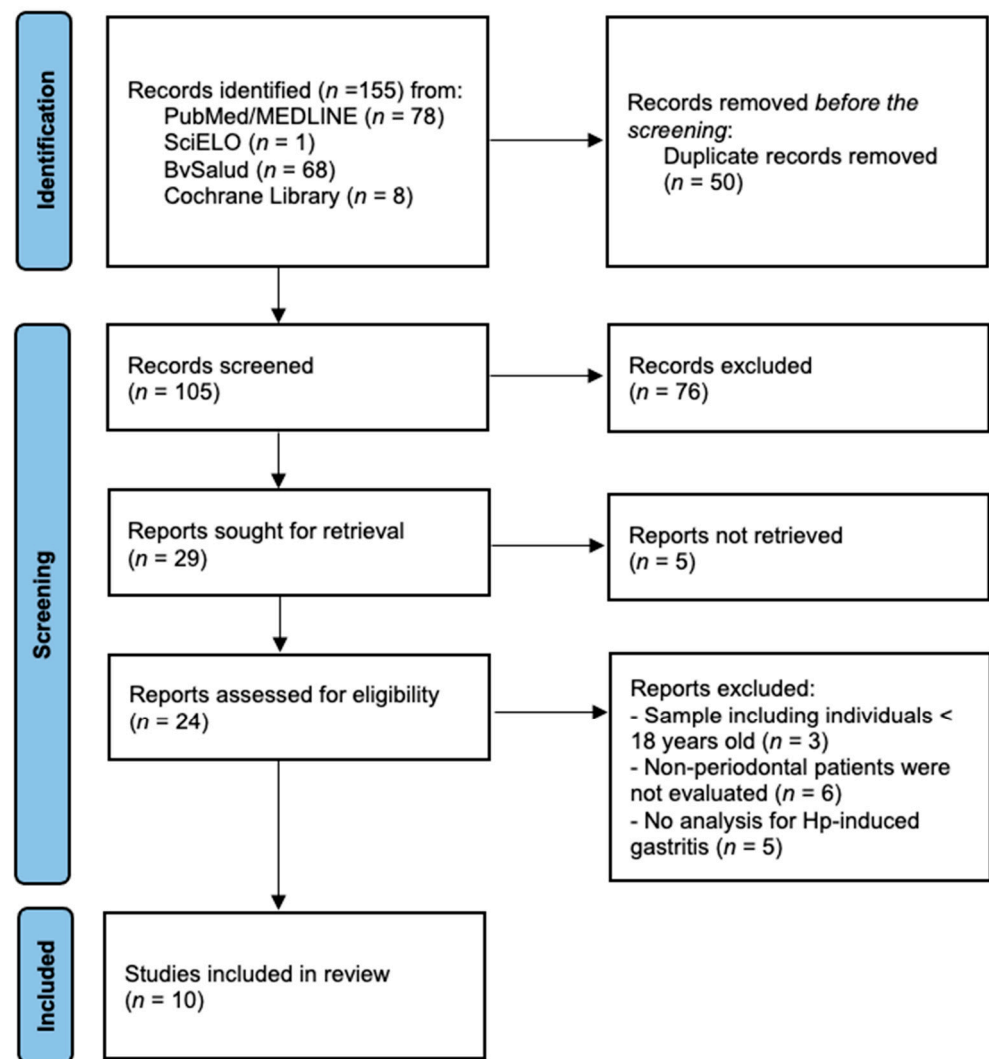 Identification
Records identified (n =155) from:
PubMed/MEDLINE (n = 78)
SciELO (n = 1)
BvSalud (n = 68)
Cochrane Library (n = 8)
Records removed before the
screening:
Duplicate records removed
(n = 50)
Screening
Records screened
(n = 105)
Records excluded
(n = 76)
Reports sought for retrieval
(n = 29)
Reports not retrieved
(n = 5)
Reports assessed for eligibility
(n = 24)
Reports excluded:
- Sample including individuals <
18 years old (n = 3)
- Non-periodontal patients were
not evaluated (n = 6)
- No analysis for Hp-induced
gastritis (n = 5)
Included
Studies included in review
(n = 10)